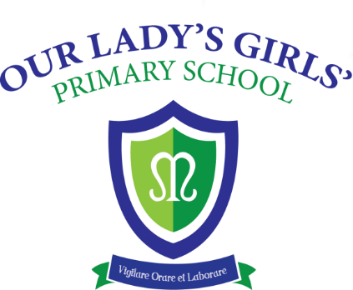 OUR LADY'S GIRLS'
PRIMARY SCHOOL
M
Vigilare Orare et Laborare